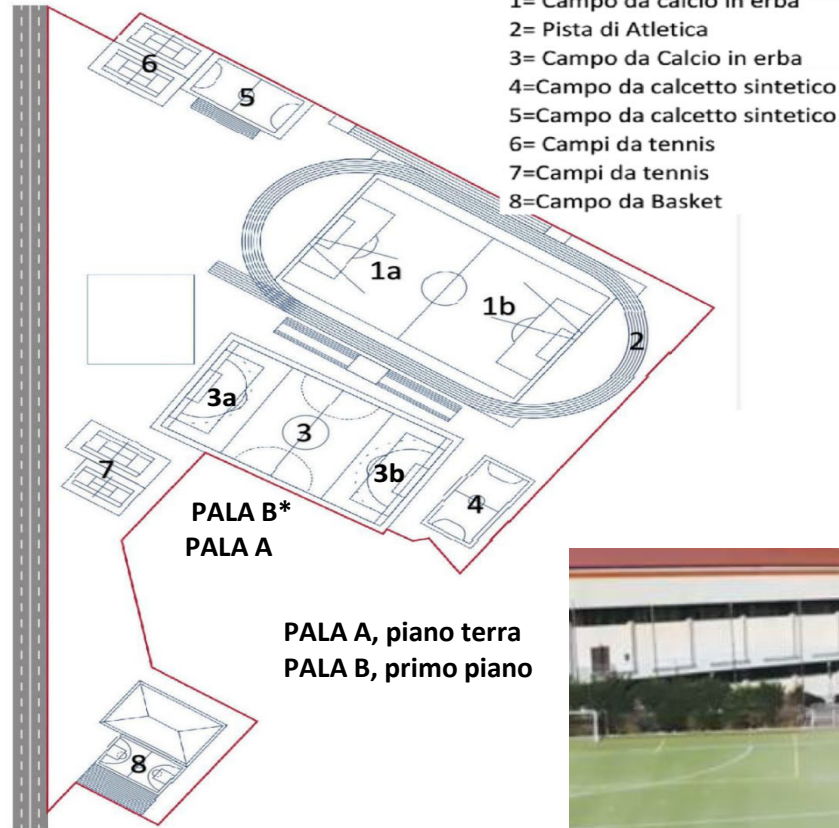 1= Campo da calcio in erba
2= Pista di Atletica
3= Campo da Calcio in erba
4=Campo da calcetto sintetico
5=Campo da calcetto sintetico
6= Campi da tennis
7=Campi da tennis
8=Campo da Basket
6
5
1a
1b
2
3a
3
3b
7
4
PALA B*
PALA A
PALA A, piano terra
PALA B, primo piano
8